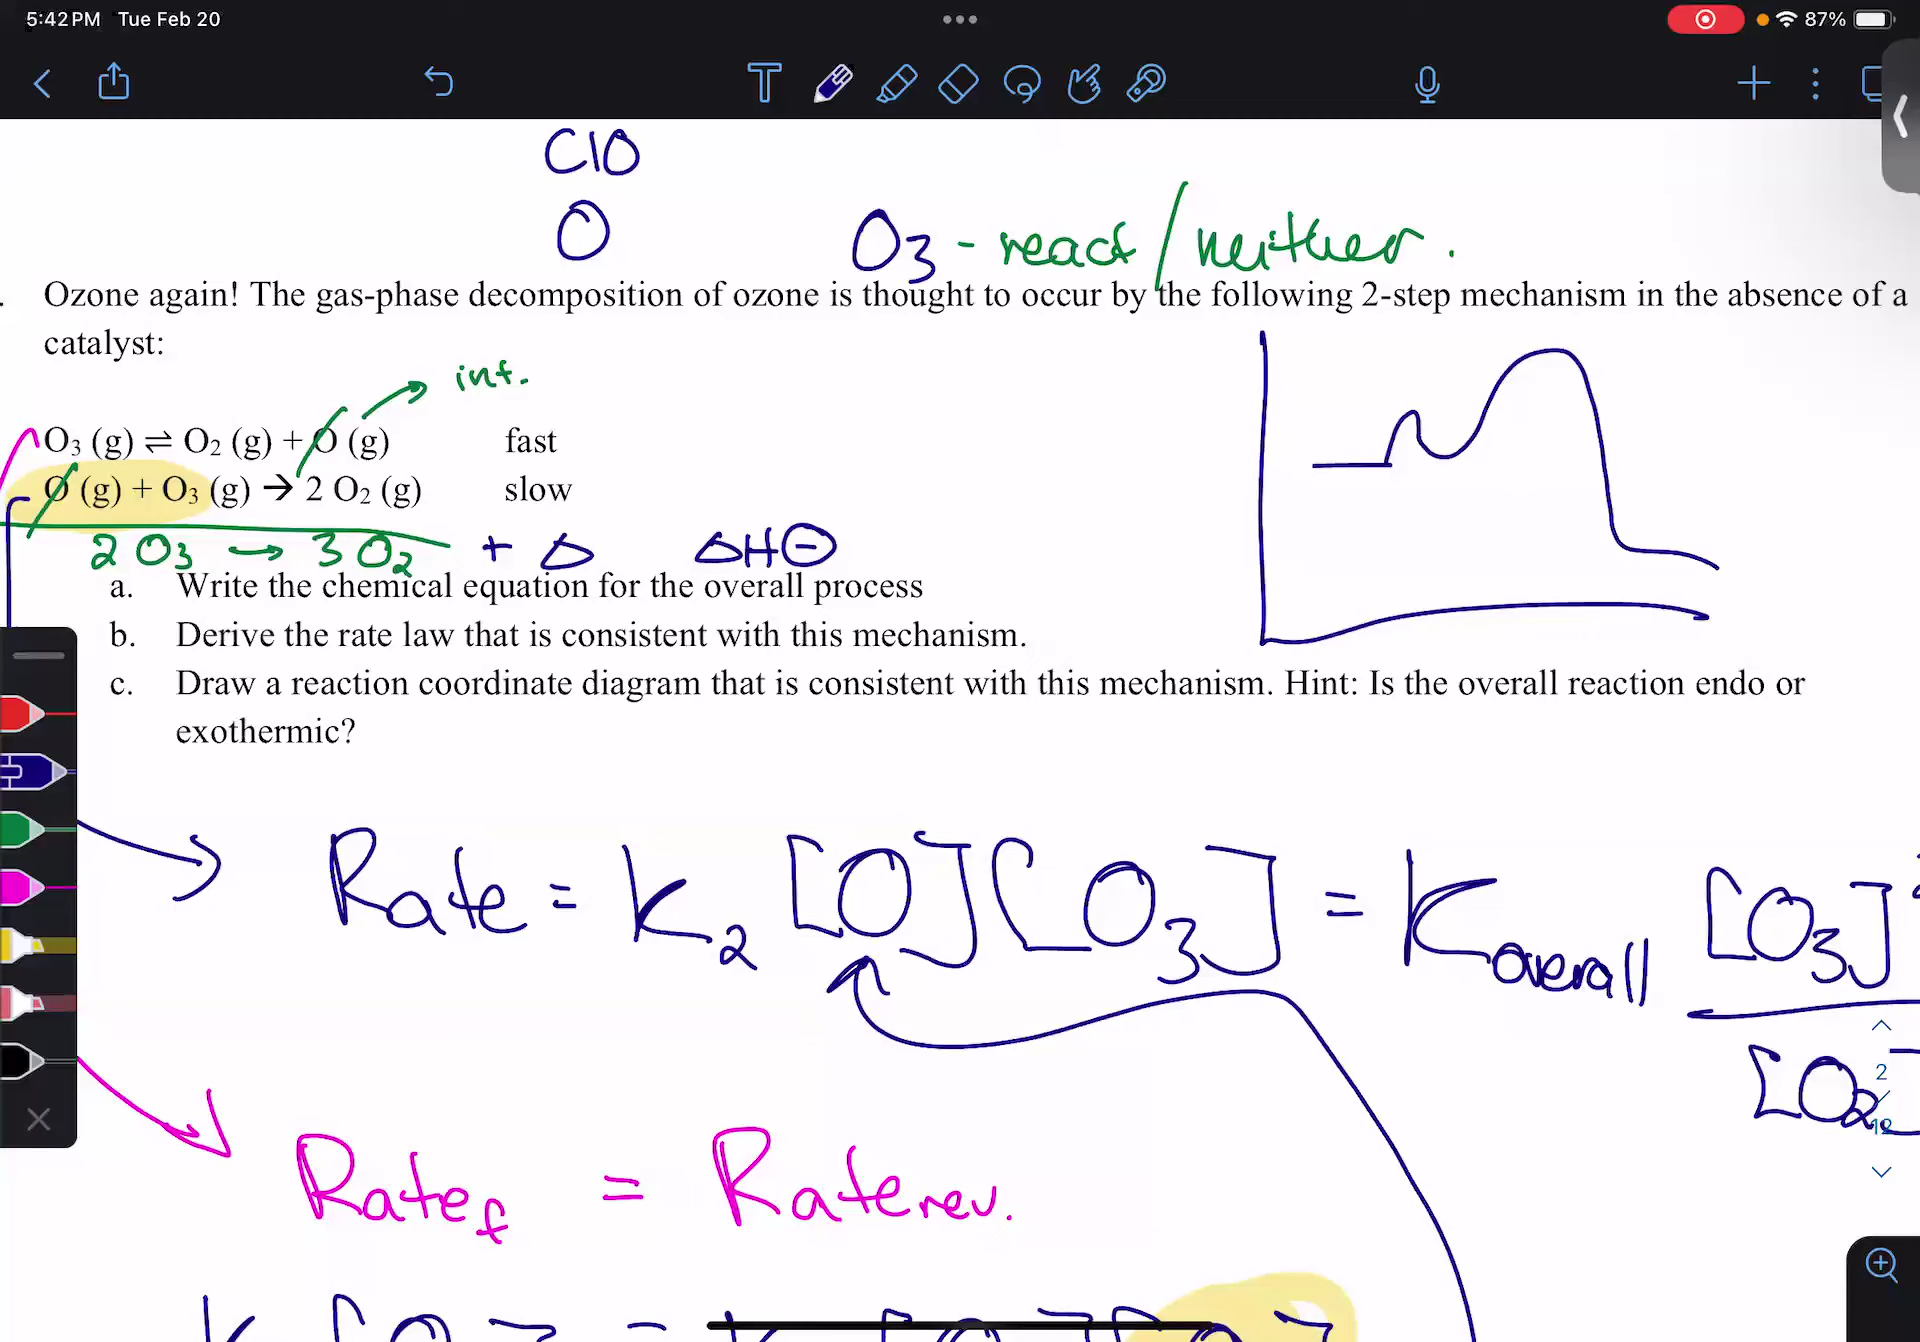 5:42 PM Tue Feb 20
87%
ClO
O
O3 - react / neither.
Ozone again! The gas-phase decomposition of ozone is thought to occur by the following 2-step mechanism in the absence of a
catalyst:
int.
O₃ (g) ⇌ O₂ (g) + O (g) fast
O (g) + O₃ (g) → 2 O₂ (g) slow
2 O3 → 3 O2 + Δ ΔH⊖
a. Write the chemical equation for the overall process
b. Derive the rate law that is consistent with this mechanism.
c. Draw a reaction coordinate diagram that is consistent with this mechanism. Hint: Is the overall reaction endo or
exothermic?
Rate = k2 [O][O3] = Koverall [O3]
[O2]
2
12
Ratef = Raterev.